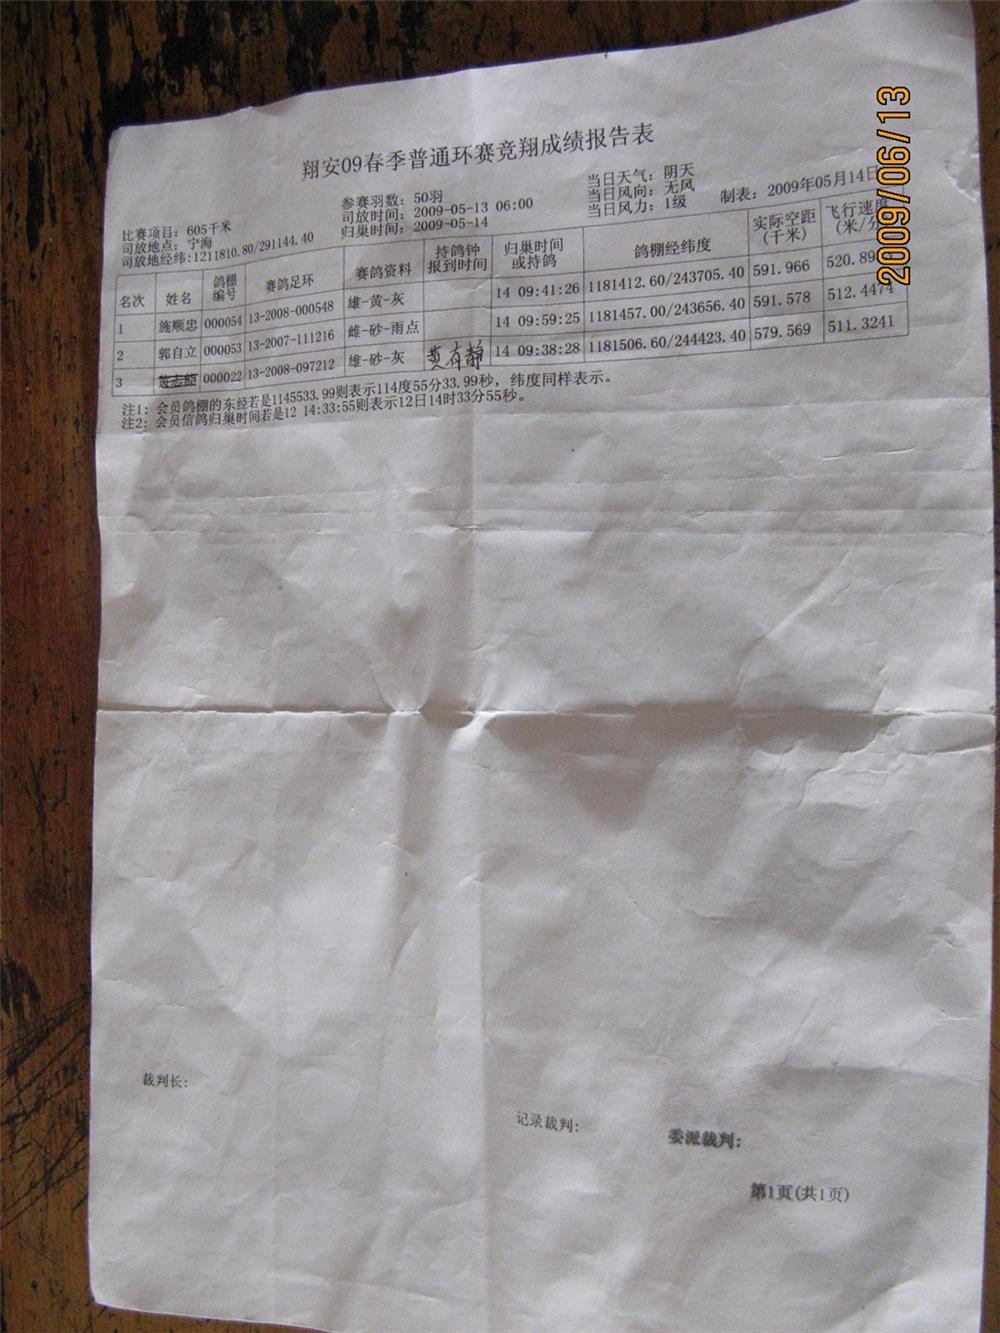 2009/06/13
翔安09春季普通环赛竞翔成绩报告表
比赛项目: 605千米 参赛羽数: 50羽 当日天气: 阴天
司放地点: 宁海 司放时间: 2009-05-13 06:00 当日风向: 无风
司放地经纬:1211810.80/291144.40 归巢时间: 2009-05-14 当日风力: 1级 制表: 2009年05月14日
名次 姓名 鸽棚编号 赛鸽足环 赛鸽资料 持鸽钟报到时间 归巢时间或持鸽 鸽棚经纬度 实际空距(千米) 飞行速度(米/分
1 施顺忠 000054 13-2008-000548 雄-黄-灰 14 09:41:26 1181412.60/243705.40 591.966 520.89
2 郭自立 000053 13-2007-111216 雌-砂-雨点 14 09:59:25 1181457.00/243656.40 591.578 512.4474
3 000022 13-2008-097212 雄-砂-灰 黄有静 14 09:38:28 1181506.60/244423.40 579.569 511.3241
注1: 会员鸽棚的东经若是1145533.99则表示114度55分33.99秒，纬度同样表示。
注2: 会员信鸽归巢时间若是12 14:33:55则表示12日14时33分55秒。
裁判长:
记录裁判:
委派裁判:
第1页(共1页)